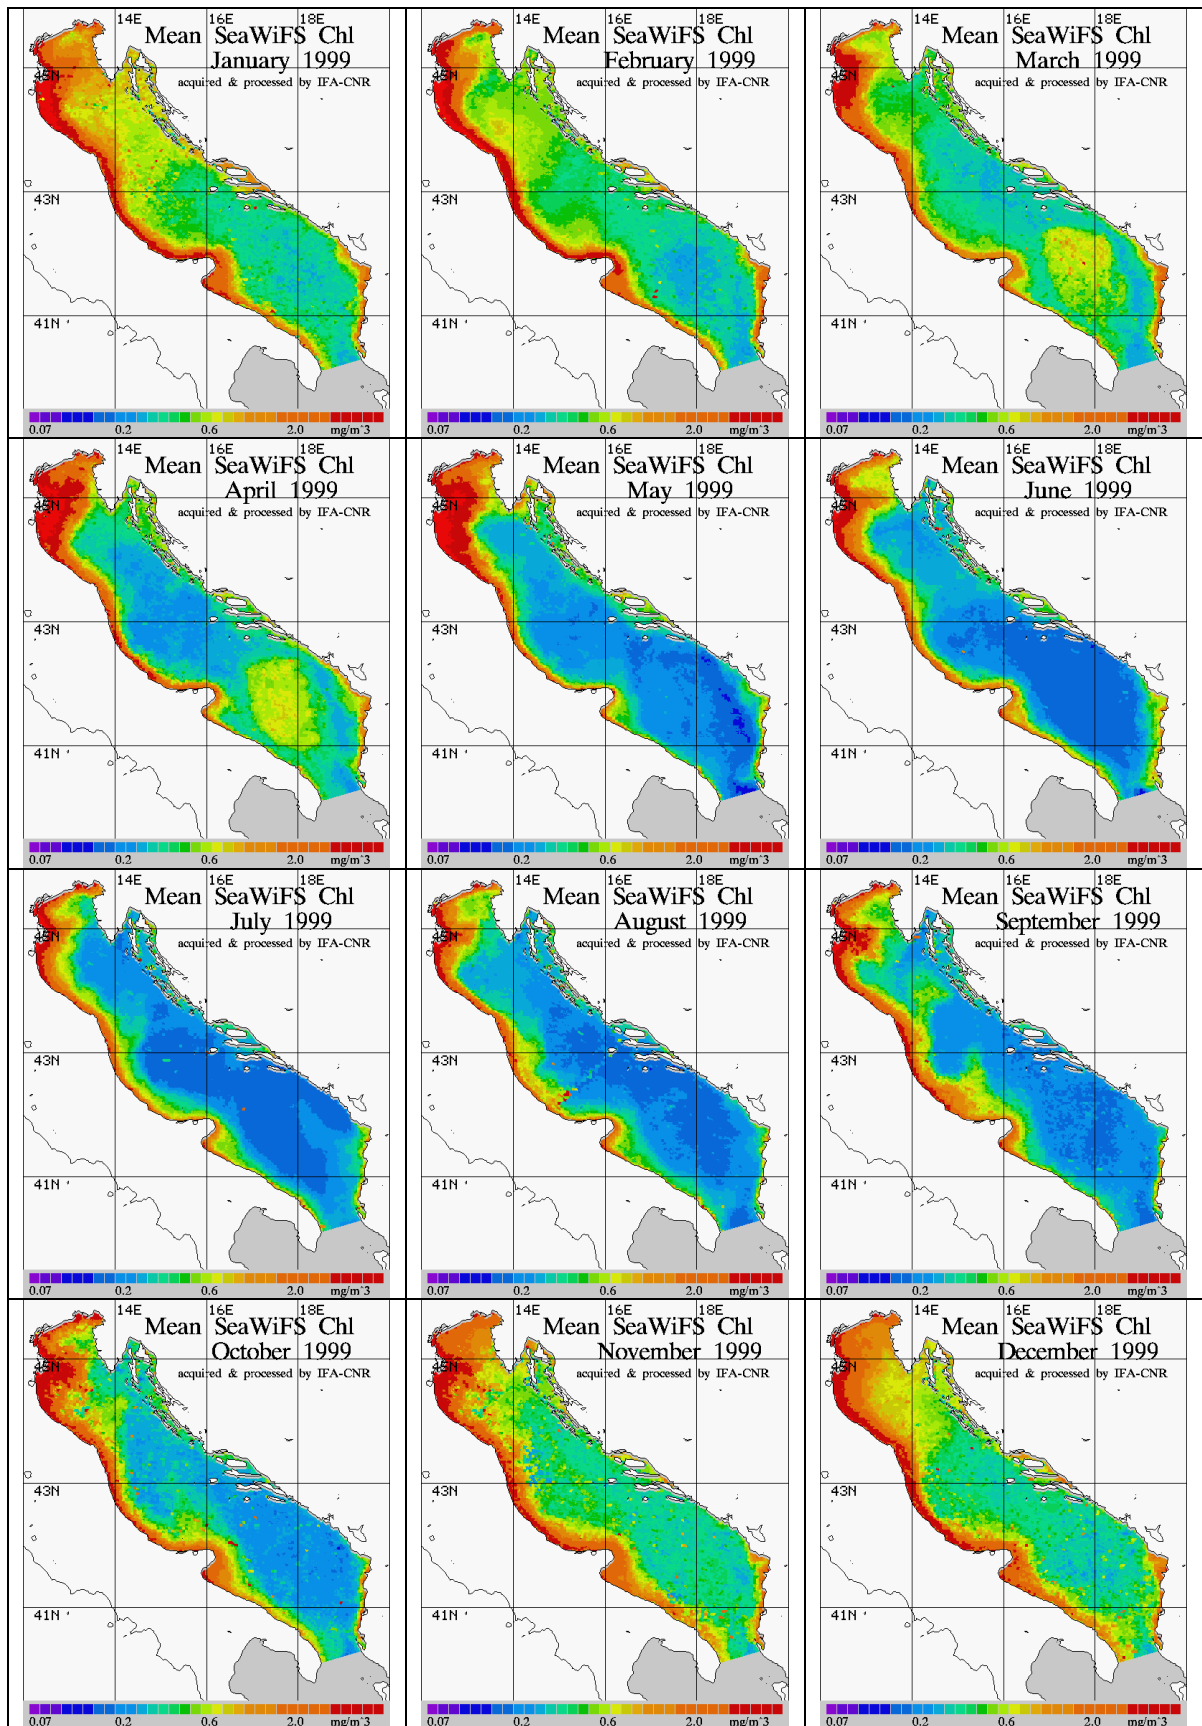 14E 16E 18E
Mean SeaWiFS Chl
January 1999
45N acquired & processed by IFA-CNR
43N
41N '
0.07 0.2 0.6 2.0 mg/m^3
14E 16E 18E
Mean SeaWiFS Chl
February 1999
45N acquired & processed by IFA-CNR
43N
41N '
0.07 0.2 0.6 2.0 mg/m^3
14E 16E 18E
Mean SeaWiFS Chl
March 1999
45N acquired & processed by IFA-CNR
43N
41N '
0.07 0.2 0.6 2.0 mg/m^3
14E 16E 18E
Mean SeaWiFS Chl
April 1999
45N acquired & processed by IFA-CNR
43N
41N '
0.07 0.2 0.6 2.0 mg/m^3
14E 16E 18E
Mean SeaWiFS Chl
May 1999
45N acquired & processed by IFA-CNR
43N
41N '
0.07 0.2 0.6 2.0 mg/m^3
14E 16E 18E
Mean SeaWiFS Chl
June 1999
45N acquired & processed by IFA-CNR
43N
41N '
0.07 0.2 0.6 2.0 mg/m^3
14E 16E 18E
Mean SeaWiFS Chl
July 1999
45N acquired & processed by IFA-CNR
43N
41N '
0.07 0.2 0.6 2.0 mg/m^3
14E 16E 18E
Mean SeaWiFS Chl
August 1999
45N acquired & processed by IFA-CNR
43N
41N '
0.07 0.2 0.6 2.0 mg/m^3
14E 16E 18E
Mean SeaWiFS Chl
September 1999
45N acquired & processed by IFA-CNR
43N
41N '
0.07 0.2 0.6 2.0 mg/m^3
14E 16E 18E
Mean SeaWiFS Chl
October 1999
45N acquired & processed by IFA-CNR
43N
41N '
0.07 0.2 0.6 2.0 mg/m^3
14E 16E 18E
Mean SeaWiFS Chl
November 1999
45N acquired & processed by IFA-CNR
43N
41N '
0.07 0.2 0.6 2.0 mg/m^3
14E 16E 18E
Mean SeaWiFS Chl
December 1999
45N acquired & processed by IFA-CNR
43N
41N '
0.07 0.2 0.6 2.0 mg/m^3